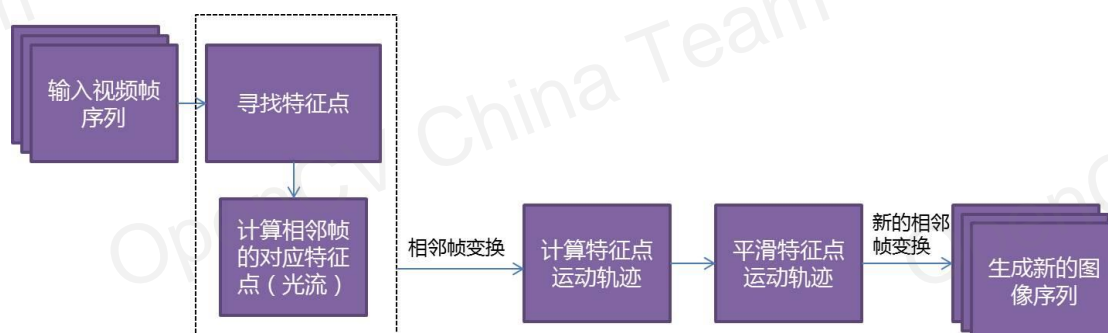 输入视频帧
序列
寻找特征点
计算相邻帧
的对应特征
点（光流）
相邻帧变换
计算特征点
运动轨迹
平滑特征点
运动轨迹
新的相邻
帧变换
生成新的图
像序列
OpenCV China Team